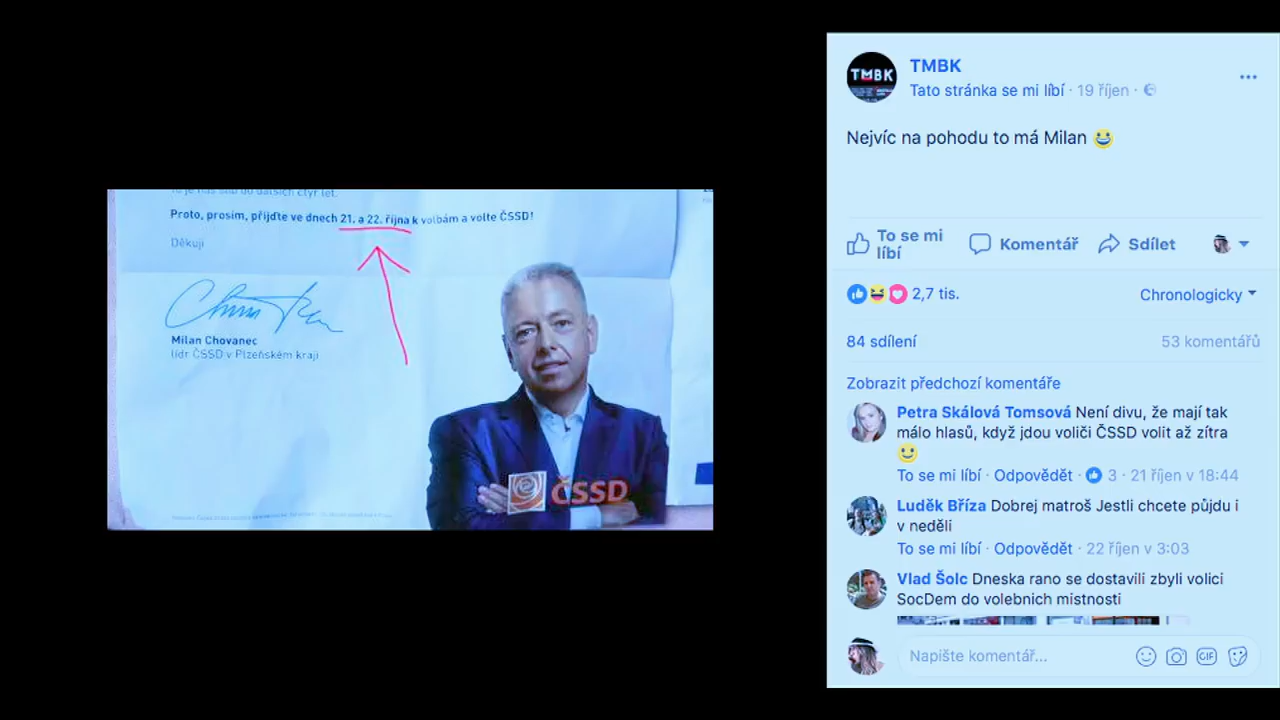 Proto, prosím, přijďte ve dnech 21. a 22. října k volbám a volte ČSSD!
Děkuji
Milan Chovanec
lídr ČSSD v Plzeňském kraji
ČSSD
TMBK
TMBK
Tato stránka se mi líbí · 19 říjen ·
Nejvíc na pohodu to má Milan 😀
To se mi líbí
Komentář
Sdílet
2,7 tis.
Chronologicky
84 sdílení
53 komentářů
Zobrazit předchozí komentáře
Petra Skálová Tomsová Není divu, že mají tak
málo hlasů, když jdou voliči ČSSD volit až zítra
🙂
To se mi líbí · Odpovědět · 3 · 21 říjen v 18:44
Luděk Bříza Dobrej matroš Jestli chcete půjdu i
v neděli
To se mi líbí · Odpovědět · 22 říjen v 3:03
Vlad Šolc Dneska rano se dostavili zbyli volici
SocDem do volebnich mistnosti
Napište komentář...
GIF